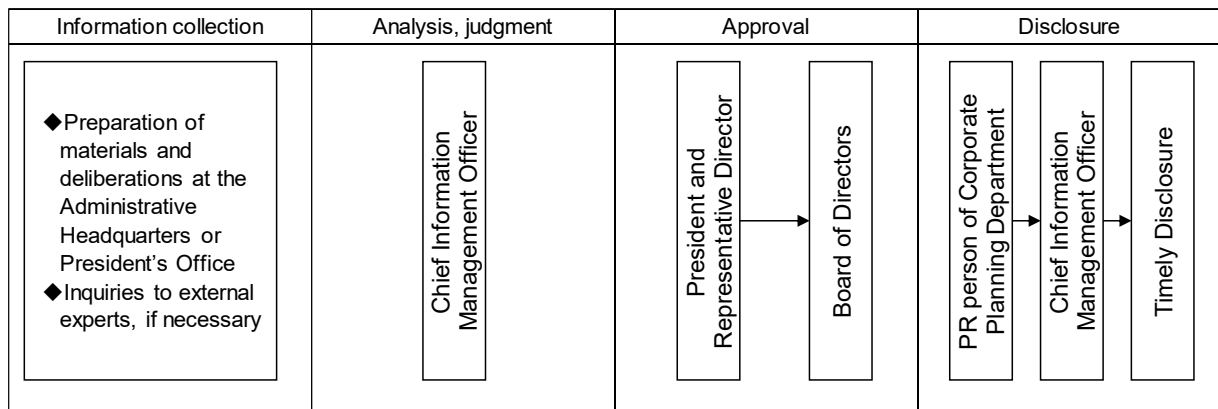 Information collection
Analysis, judgment
Approval
Disclosure
◆Preparation of
materials and
deliberations at the
Administrative
Headquarters or
President’s Office
◆Inquiries to external
experts, if necessary
Chief Information
Management Officer
President and
Representative Director
Board of Directors
PR person of Corporate
Planning Department
Chief Information
Management Officer
Timely Disclosure